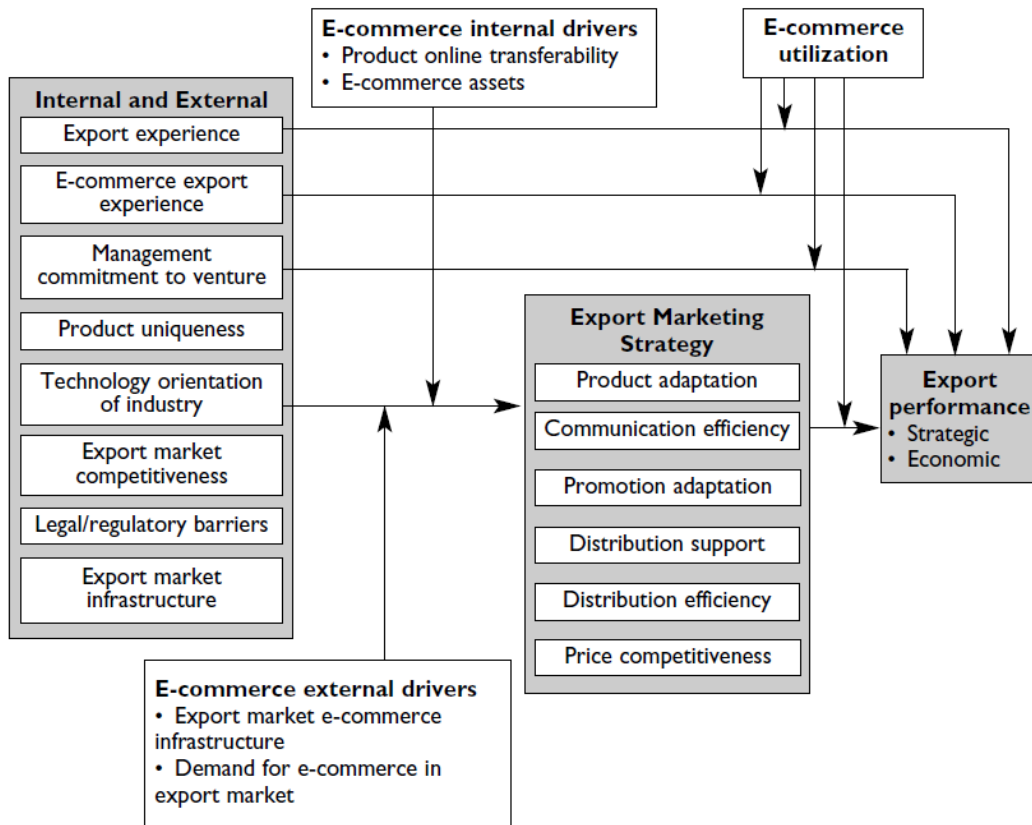 E-commerce internal drivers
• Product online transferability
• E-commerce assets
E-commerce
utilization
Internal and External
Export experience
E-commerce export
experience
Management
commitment to venture
Product uniqueness
Technology orientation
of industry
Export market
competitiveness
Legal/regulatory barriers
Export market
infrastructure
Export Marketing
Strategy
Product adaptation
Communication efficiency
Promotion adaptation
Distribution support
Distribution efficiency
Price competitiveness
Export
performance
• Strategic
• Economic
E-commerce external drivers
• Export market e-commerce
infrastructure
• Demand for e-commerce in
export market